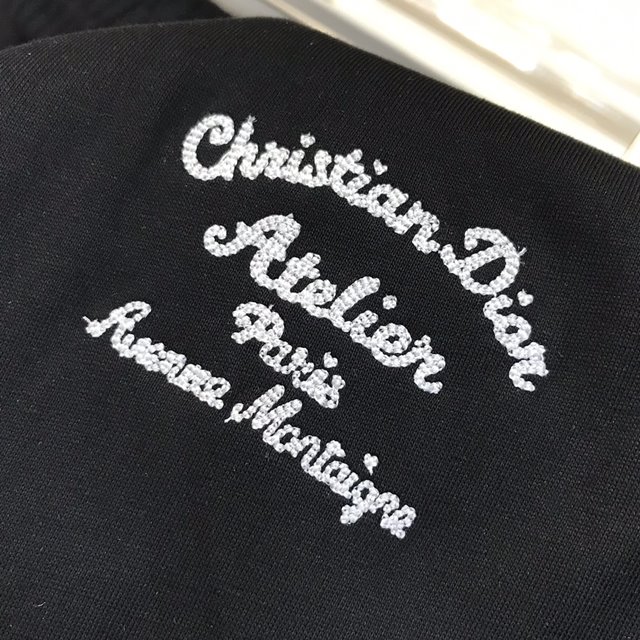 Christian Dior
Atelier
Paris
Avenue Montaigne